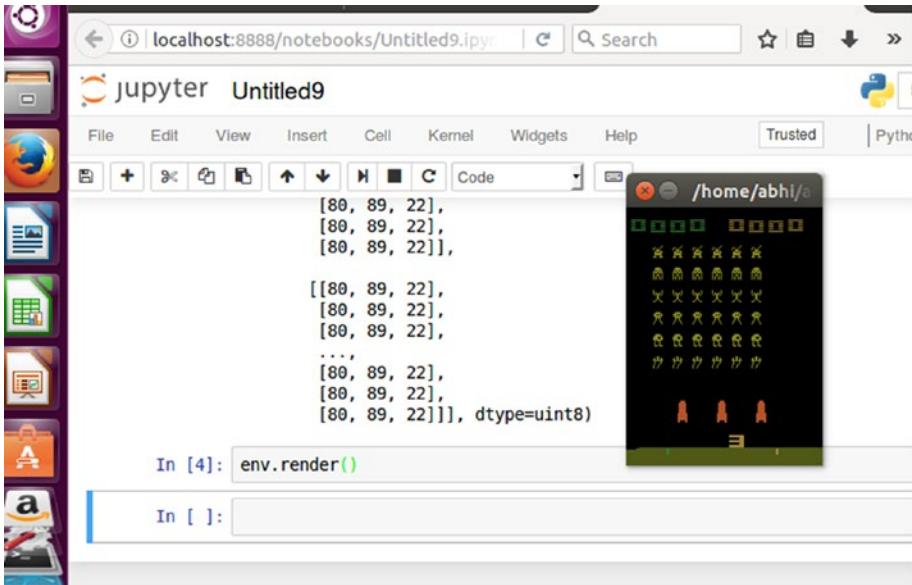 localhost:8888/notebooks/Untitled9.ipyn
Search
jupyter Untitled9
File Edit View Insert Cell Kernel Widgets Help Trusted
Code
/home/abhi/a
[80, 89, 22],
[80, 89, 22],
[80, 89, 22]],
[[80, 89, 22],
[80, 89, 22],
[80, 89, 22],
...,
[80, 89, 22],
[80, 89, 22],
[80, 89, 22]]], dtype=uint8)
3
In [4]: env.render()
In [ ]: